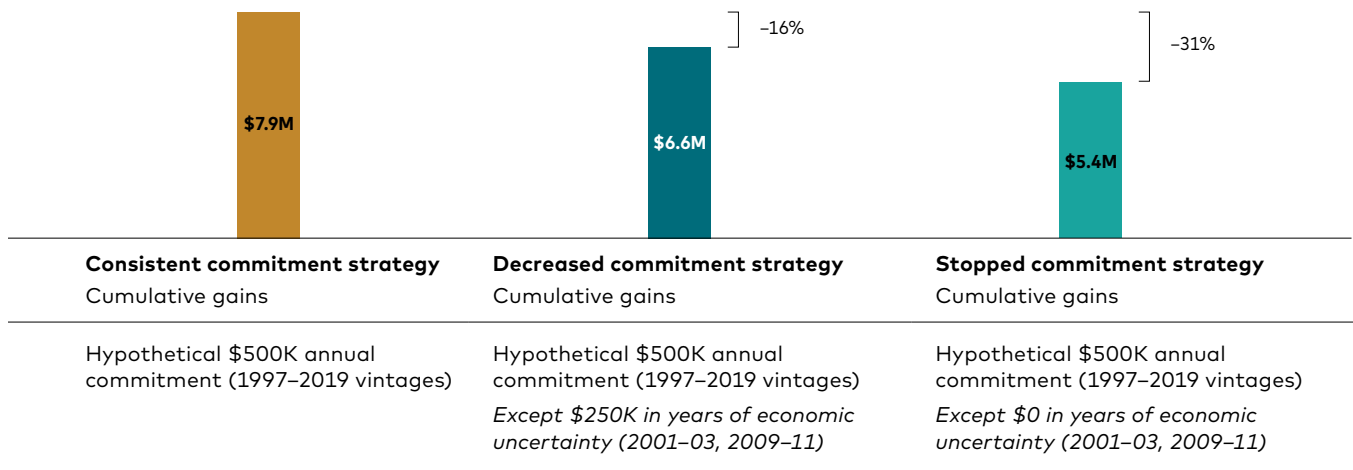 –16%
–31%
$7.9M
$6.6M
$5.4M
Consistent commitment strategy
Cumulative gains
Decreased commitment strategy
Cumulative gains
Stopped commitment strategy
Cumulative gains
Hypothetical $500K annual
commitment (1997–2019 vintages)
Hypothetical $500K annual
commitment (1997–2019 vintages)
Except $250K in years of economic
uncertainty (2001–03, 2009–11)
Hypothetical $500K annual
commitment (1997–2019 vintages)
Except $0 in years of economic
uncertainty (2001–03, 2009–11)